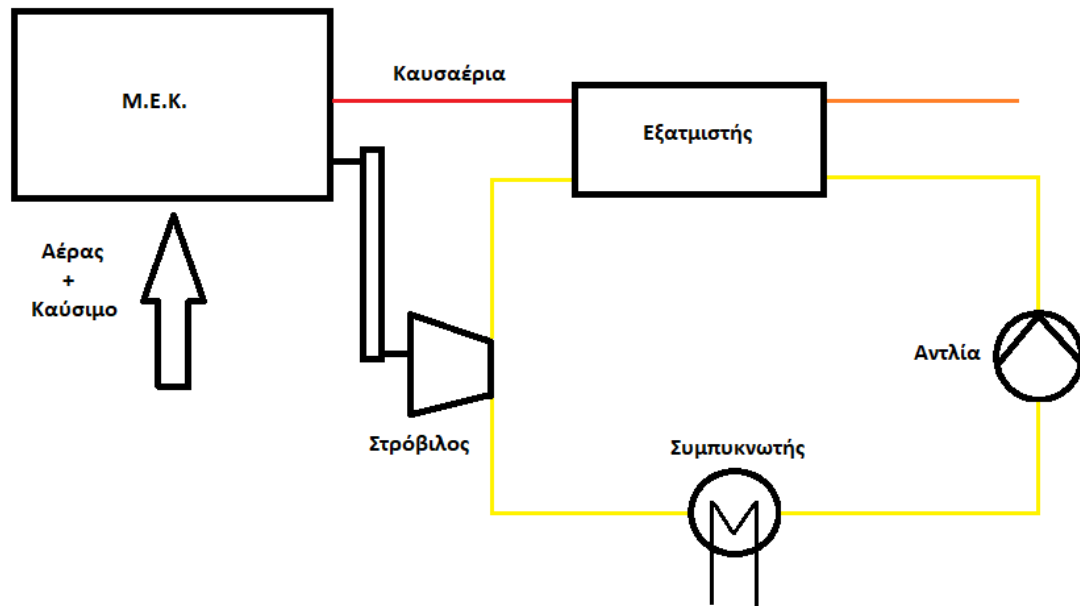 Καυσαέρια
Μ.Ε.Κ.
Εξατμιστής
Αέρας
+
Καύσιμο
Αντλία
Στρόβιλος
Συμπυκνωτής